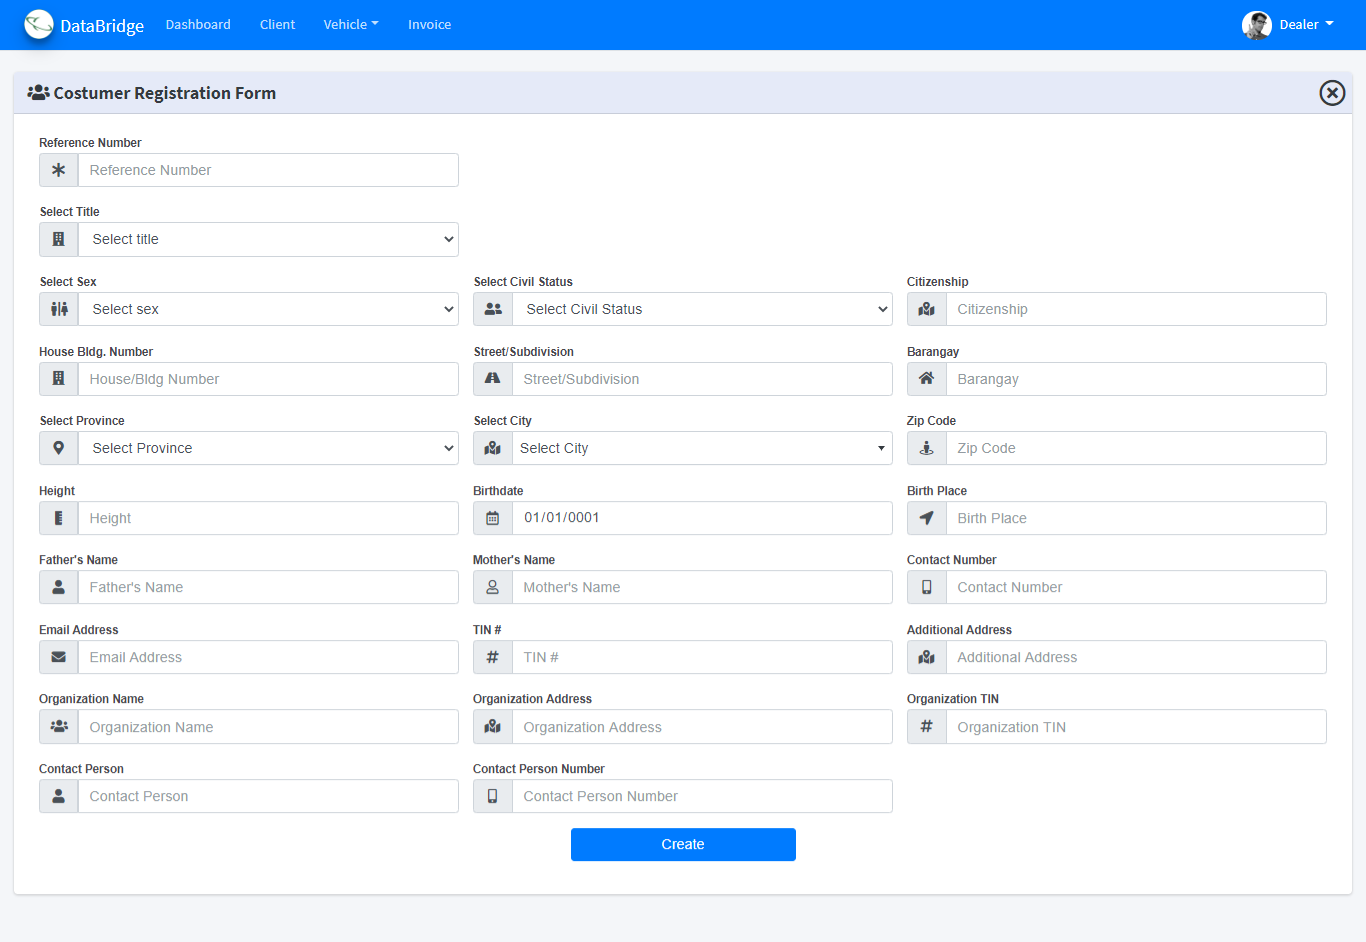 DataBridge Dashboard Client Vehicle Invoice Dealer
Costumer Registration Form
Reference Number
Reference Number
Select Title
Select title
Select Sex Select Civil Status Citizenship
Select sex Select Civil Status Citizenship
House Bldg. Number Street/Subdivision Barangay
House/Bldg Number Street/Subdivision Barangay
Select Province Select City Zip Code
Select Province Select City Zip Code
Height Birthdate Birth Place
Height 01/01/0001 Birth Place
Father's Name Mother's Name Contact Number
Father's Name Mother's Name Contact Number
Email Address TIN # Additional Address
Email Address TIN # Additional Address
Organization Name Organization Address Organization TIN
Organization Name Organization Address Organization TIN
Contact Person Contact Person Number
Contact Person Contact Person Number
Create